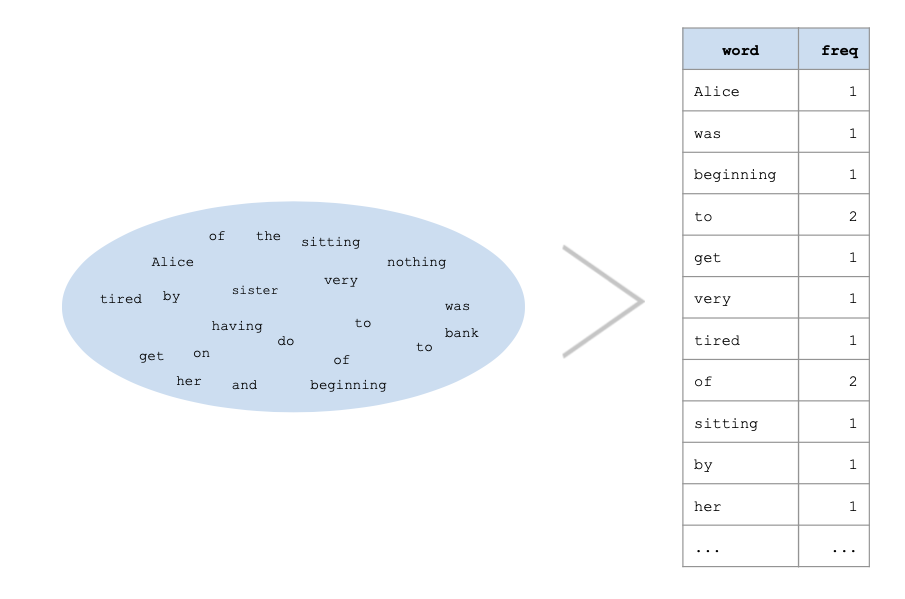 of the sitting
Alice nothing
very
tired by sister
was
having to
bank
do
get on of to
her and beginning
word freq
Alice 1
was 1
beginning 1
to 2
get 1
very 1
tired 1
of 2
sitting 1
by 1
her 1
... ...